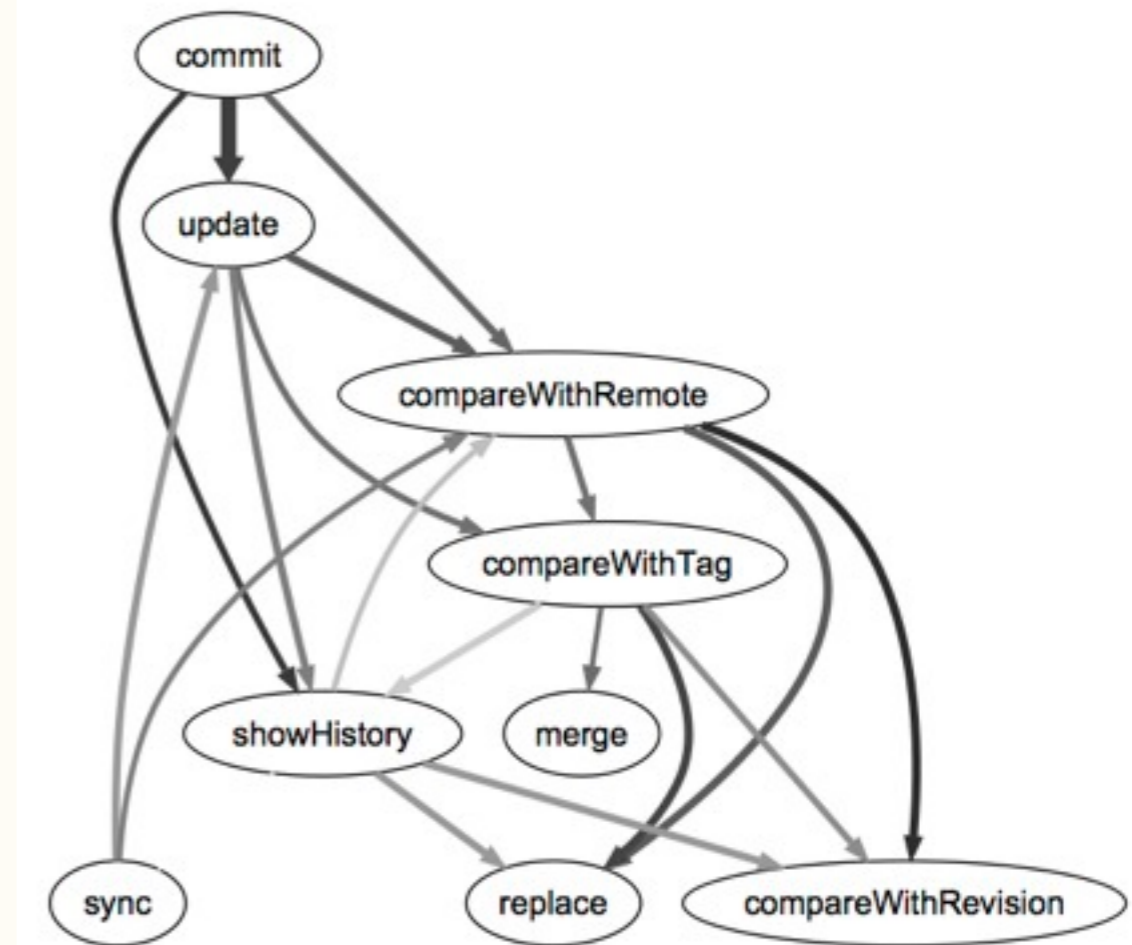 commit
update
compareWithRemote
compareWithTag
showHistory
merge
sync
replace
compareWithRevision